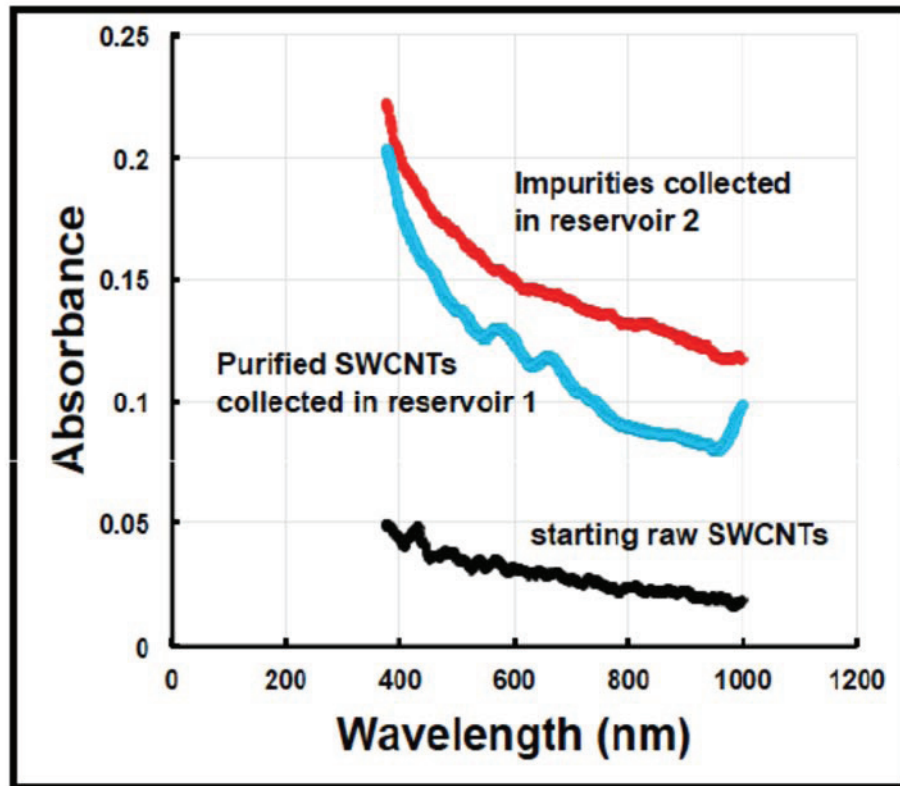 0.25
0.2
0.15
0.1
0.05
0
Absorbance
Impurities collected
in reservoir 2
Purified SWCNTs
collected in reservoir 1
starting raw SWCNTs
0 200 400 600 800 1000 1200
Wavelength (nm)